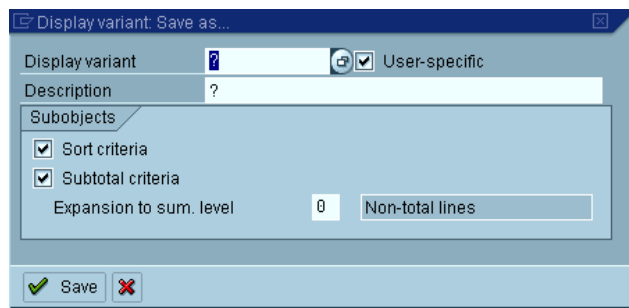 Display variant: Save as...
Display variant ? User-specific
Description ?
Subobjects
Sort criteria
Subtotal criteria
Expansion to sum. level 0 Non-total lines
Save